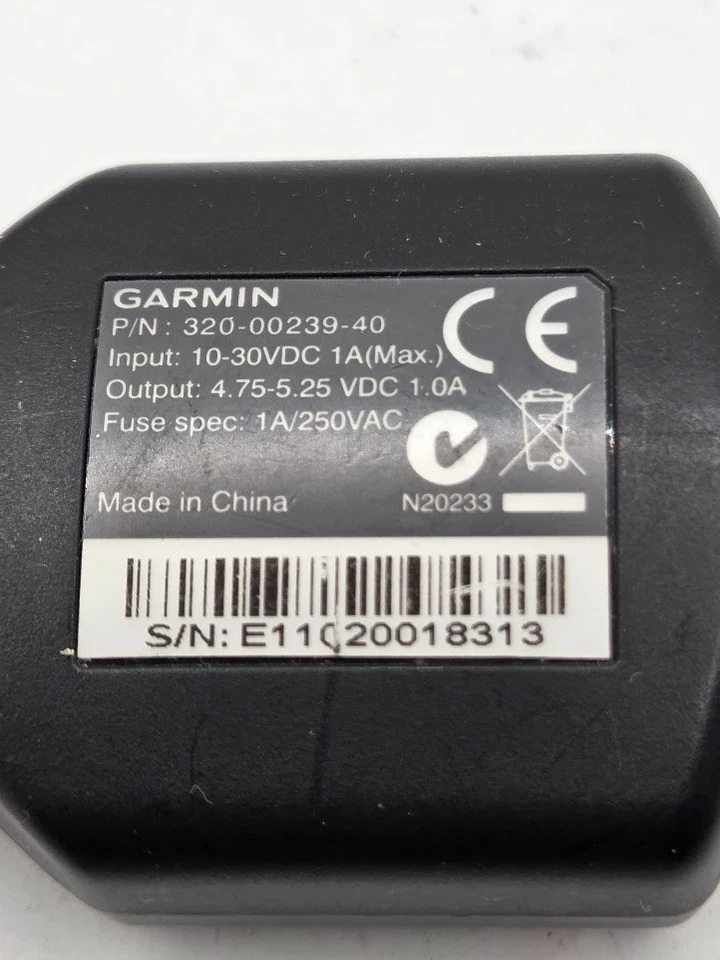 GARMIN
P/N: 320-00239-40
Input: 10-30VDC 1A(Max.)
Output: 4.75-5.25 VDC 1.0A
Fuse spec: 1A/250VAC
CE
Made in China
N20233
S/N: E11020018313